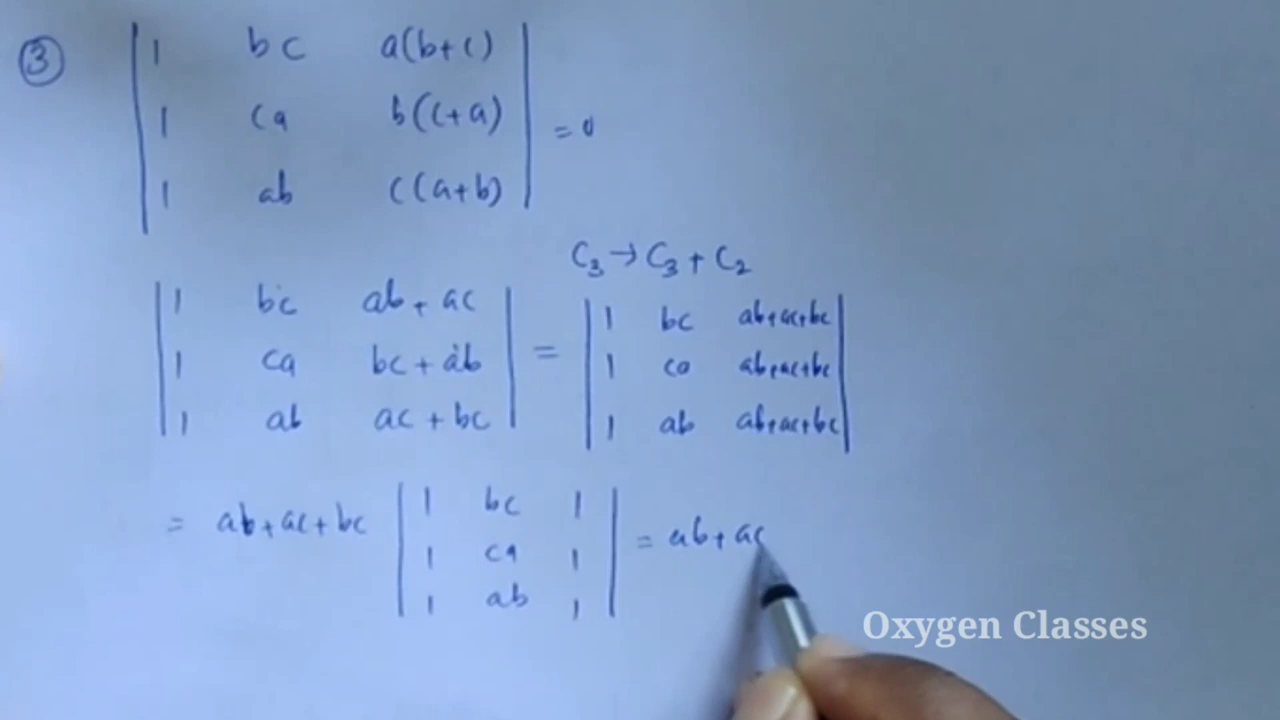 ③ | 1 bc a(b+c) |
| 1 ca b(c+a) | = 0
| 1 ab c(a+b) |
C₃ → C₃ + C₂
| 1 bc ab + ac | | 1 bc ab+ac+bc |
| 1 ca bc + ab | = | 1 ca ab+ac+bc |
| 1 ab ac + bc | | 1 ab ab+ac+bc |
| 1 bc 1 |
= ab+ac+bc | 1 ca 1 | = ab+ac
| 1 ab 1 |
Oxygen Classes